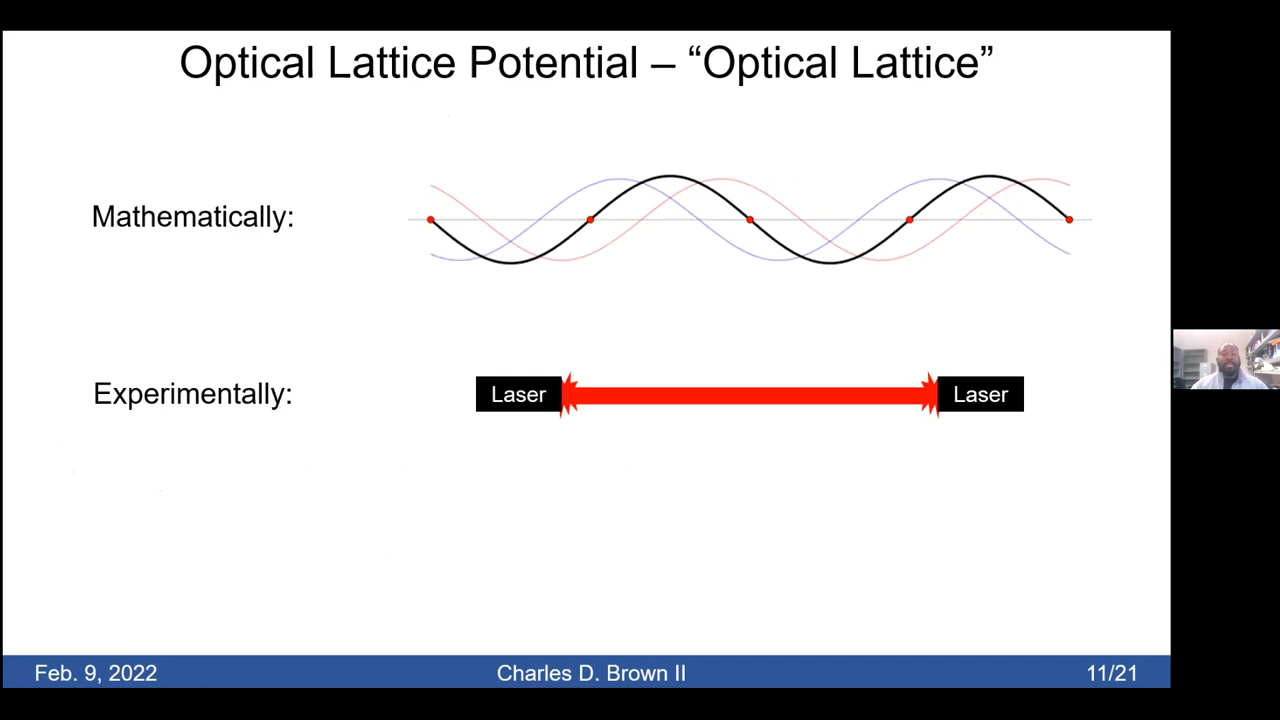 Optical Lattice Potential – “Optical Lattice”
Mathematically:
Experimentally:
Laser
Laser
Feb. 9, 2022
Charles D. Brown II
11/21